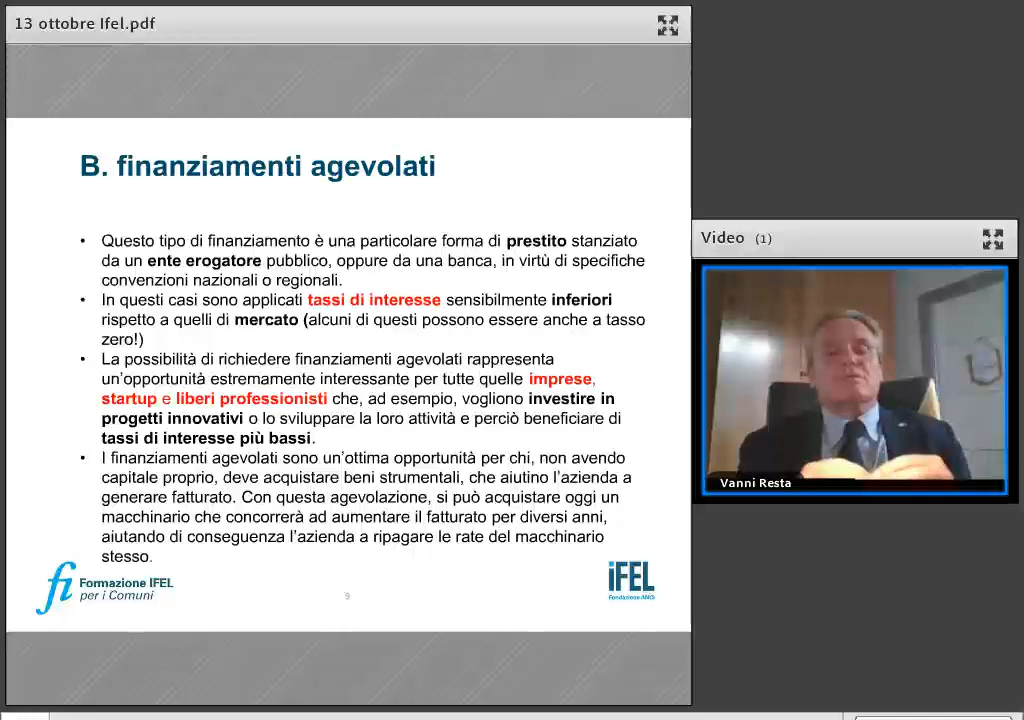 13 ottobre Ifel.pdf
B. finanziamenti agevolati
• Questo tipo di finanziamento è una particolare forma di prestito stanziato
da un ente erogatore pubblico, oppure da una banca, in virtù di specifiche
convenzioni nazionali o regionali.
• In questi casi sono applicati tassi di interesse sensibilmente inferiori
rispetto a quelli di mercato (alcuni di questi possono essere anche a tasso
zero!)
• La possibilità di richiedere finanziamenti agevolati rappresenta
un'opportunità estremamente interessante per tutte quelle imprese,
startup e liberi professionisti che, ad esempio, vogliono investire in
progetti innovativi o lo sviluppare la loro attività e perciò beneficiare di
tassi di interesse più bassi.
• I finanziamenti agevolati sono un'ottima opportunità per chi, non avendo
capitale proprio, deve acquistare beni strumentali, che aiutino l'azienda a
generare fatturato. Con questa agevolazione, si può acquistare oggi un
macchinario che concorrerà ad aumentare il fatturato per diversi anni,
aiutando di conseguenza l'azienda a ripagare le rate del macchinario
stesso.
fi Formazione IFEL
per i Comuni
9
iFEL
Fondazione ANCI
Video (1)
Vanni Resta